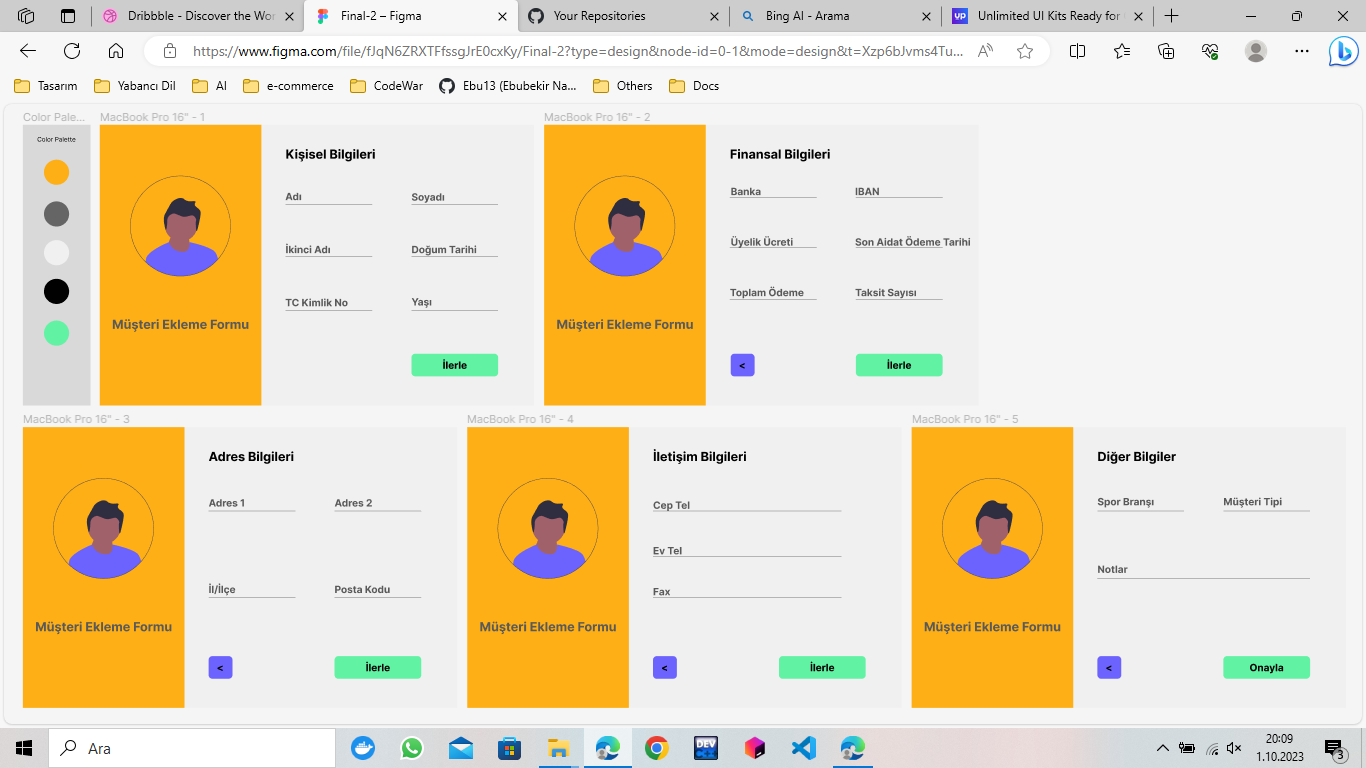 Dribbble - Discover the Wor
Final-2 – Figma
Your Repositories
Bing AI - Arama
Unlimited UI Kits Ready for
https://www.figma.com/file/fJqN6ZRXTFfssgJrE0cxKy/Final-2?type=design&node-id=0-1&mode=design&t=Xzp6bJvms4Tu...
Tasarım
Yabancı Dil
AI
e-commerce
CodeWar
Ebu13 (Ebubekir Na...
Others
Docs
Color Pale...
Color Palette
MacBook Pro 16" - 1
Müşteri Ekleme Formu
Kişisel Bilgileri
Adı
Soyadı
İkinci Adı
Doğum Tarihi
TC Kimlik No
Yaşı
İlerle
MacBook Pro 16" - 2
Müşteri Ekleme Formu
Finansal Bilgileri
Banka
IBAN
Üyelik Ücreti
Son Aidat Ödeme Tarihi
Toplam Ödeme
Taksit Sayısı
<
İlerle
MacBook Pro 16" - 3
Müşteri Ekleme Formu
Adres Bilgileri
Adres 1
Adres 2
İl/İlçe
Posta Kodu
<
İlerle
MacBook Pro 16" - 4
Müşteri Ekleme Formu
İletişim Bilgileri
Cep Tel
Ev Tel
Fax
<
İlerle
MacBook Pro 16" - 5
Müşteri Ekleme Formu
Diğer Bilgiler
Spor Branşı
Müşteri Tipi
Notlar
<
Onayla
Ara
DEV
20:09
1.10.2023
3